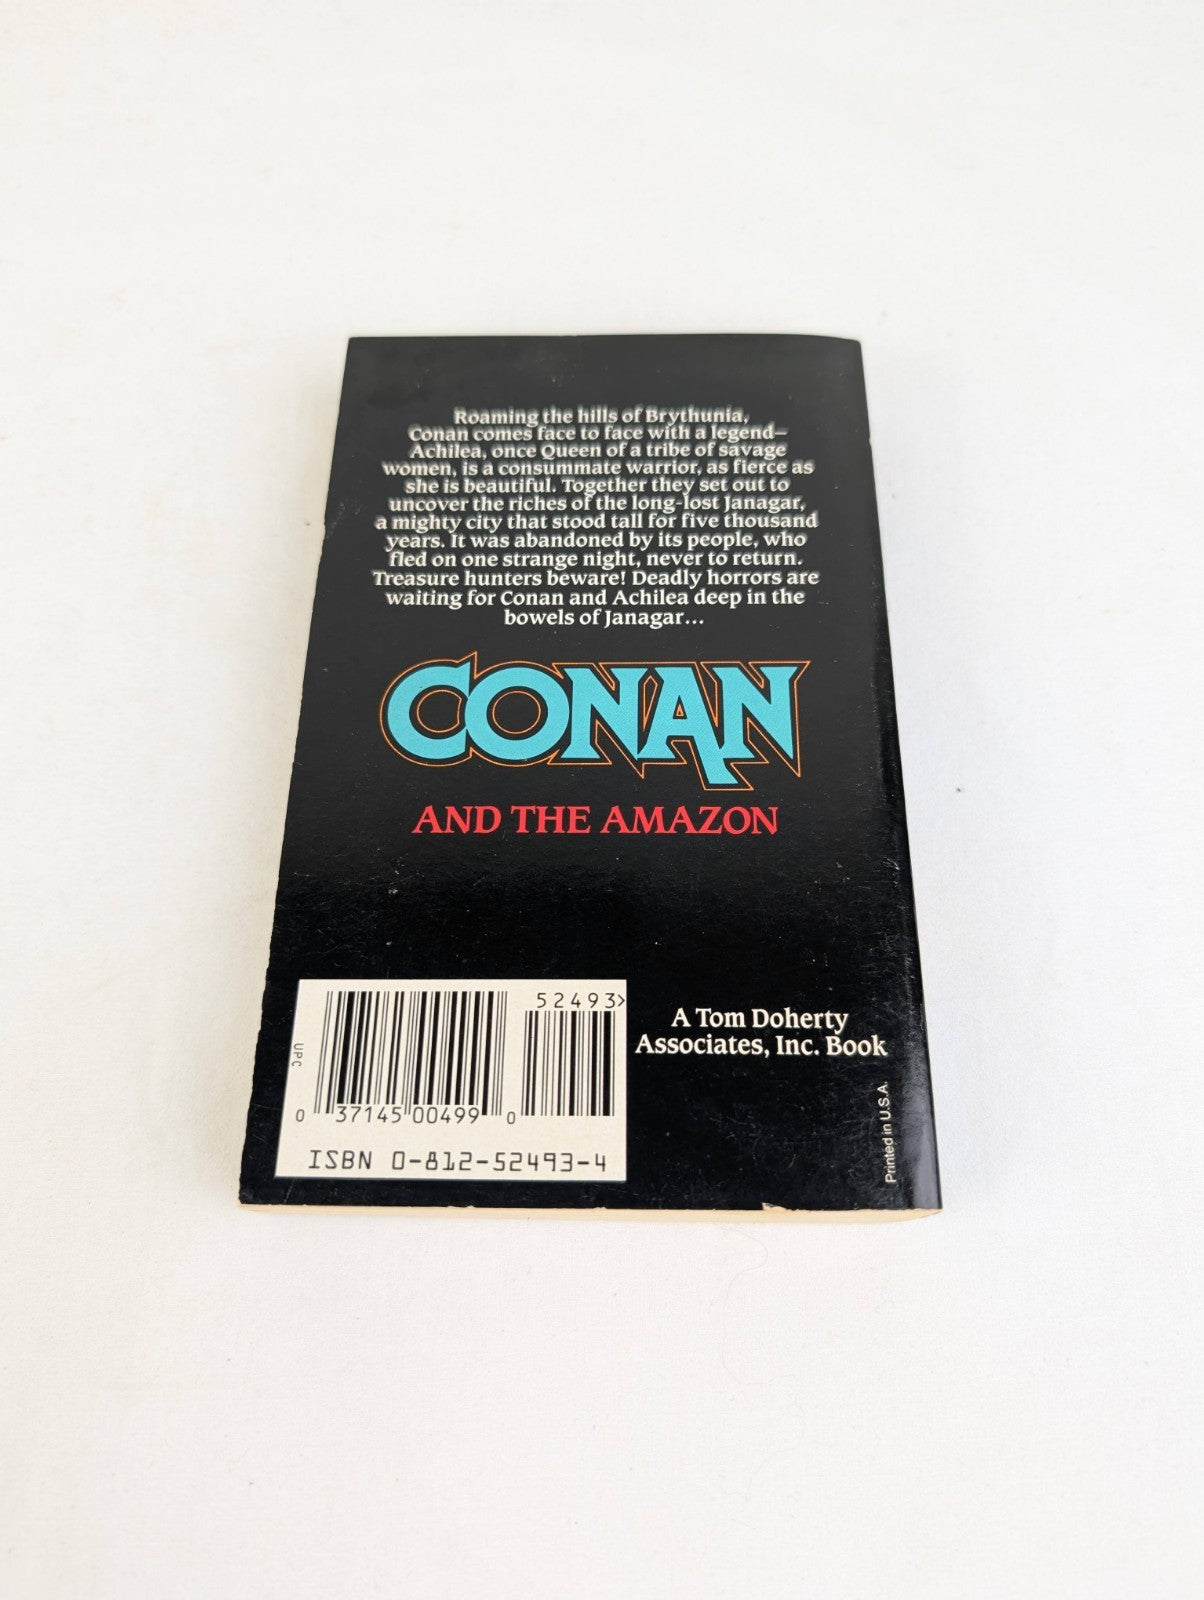 Roaming the hills of Brythunia,
Conan comes face to face with a legend—
Achilea, once Queen of a tribe of savage
women, is a consummate warrior, as fierce as
she is beautiful. Together they set out to
uncover the riches of the long-lost Janagar,
a mighty city that stood tall for five thousand
years. It was abandoned by its people, who
fled on one strange night, never to return.
Treasure hunters beware! Deadly horrors are
waiting for Conan and Achilea deep in the
bowels of Janagar...
CONAN
AND THE AMAZON
52493>
UPC
0 37145 00499 0
ISBN 0-812-52493-4
A Tom Doherty
Associates, Inc. Book
Printed in U.S.A.